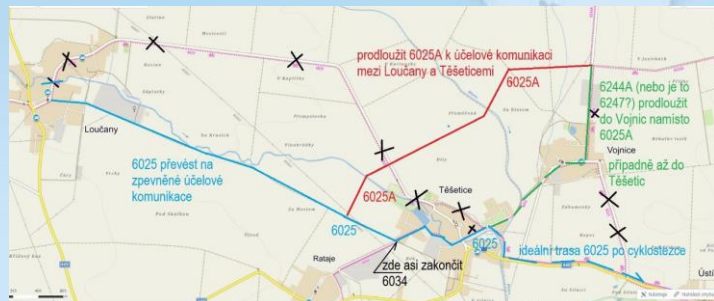 prodloužit 6025A k účelové komunikaci
mezi Loučany a Těšeticemi
6025A
6244A (nebo je to
6247?) prodloužit
do Vojnic namísto
6025A
případně až do
Těšetic
Loučany
Vojnice
6025 převést na
zpevněné účelové
komunikace
6025A
Těšetice
6025
6025
ideální trasa 6025 po cyklostezce
zde asi zakončit
6034
Rataje
Ústí